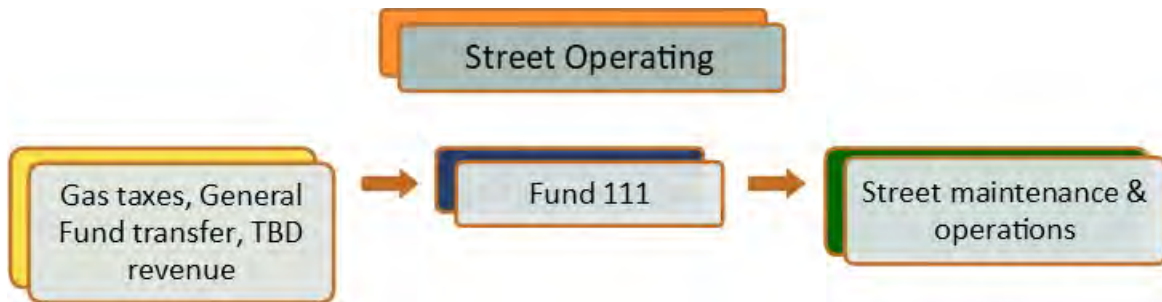 Street Operating
Gas taxes, General
Fund transfer, TBD
revenue
Fund 111
Street maintenance &
operations